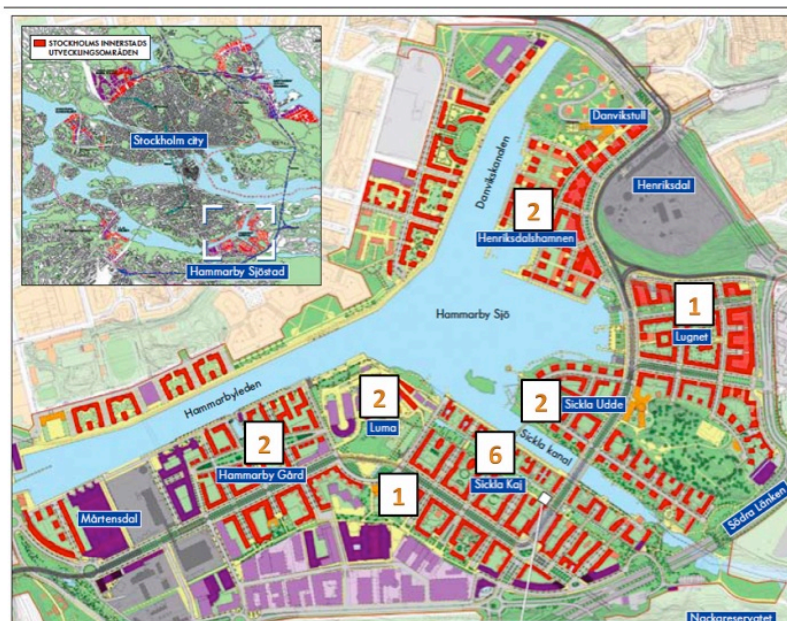 STOCKHOLMS INNERSTADS
UTVECKLINGSOMRÅDEN
Stockholm city
Hammarby Sjöstad
Danvikstull
Danvikskanalen
Henriksdal
2
Henriksdalshamnen
Hammarby Sjö
1
Lugnet
Hammarbyleden
2
Luma
2
Sickla Udde
Sickla kanal
2
Hammarby Gård
6
Sickla Kaj
1
Mårtensdal
Södra Länken
Nackareservatet